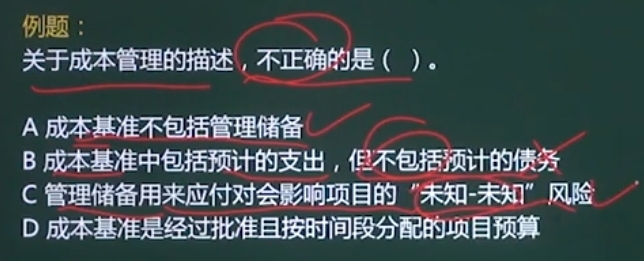 例题：
关于成本管理的描述，不正确的是（ ）。
A 成本基准不包括管理储备
B 成本基准中包括预计的支出，但不包括预计的债务
C 管理储备用来应付对会影响项目的“未知-未知”风险
D 成本基准是经过批准且按时间段分配的项目预算